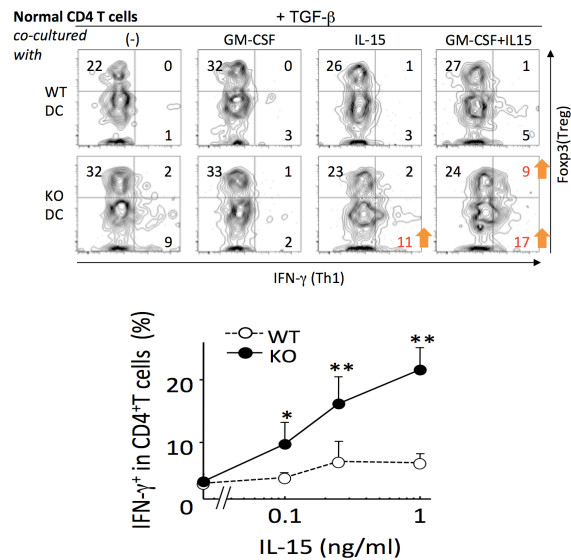 Normal CD4 T cells
+ TGF-β
co-cultured
with
(-)
GM-CSF
IL-15
GM-CSF+IL15
WT
DC
22
0
1
32
0
3
26
1
3
27
1
5
KO
DC
32
2
9
33
1
2
23
2
11
24
9
17
Foxp3(Treg)
IFN-γ (Th1)
IFN-γ+ in CD4+T cells (%)
WT
KO
20
10
0
*
**
**
0.1
1
IL-15 (ng/ml)